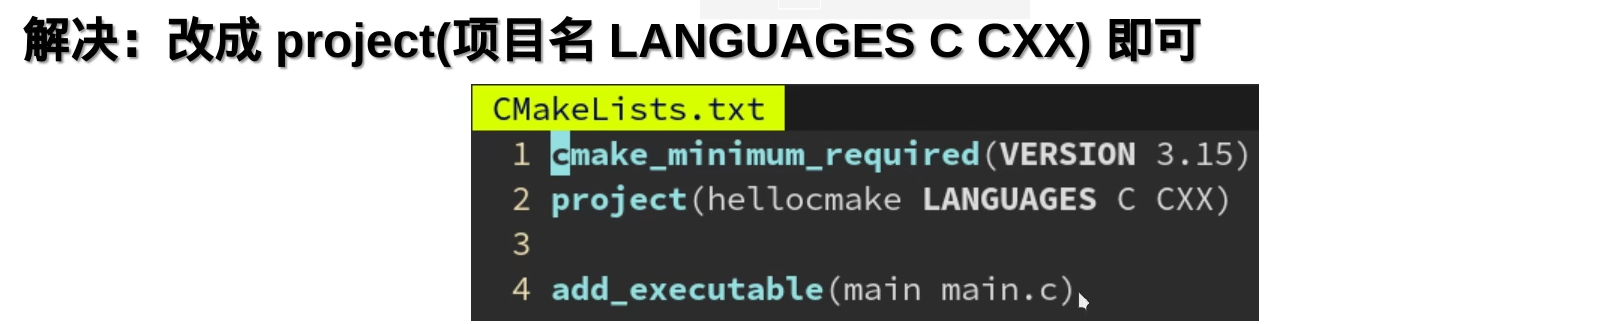 解决：改成 project(项目名 LANGUAGES C CXX) 即可
CMakeLists.txt
1 cmake_minimum_required(VERSION 3.15)
2 project(hellocmake LANGUAGES C CXX)
3
4 add_executable(main main.c)